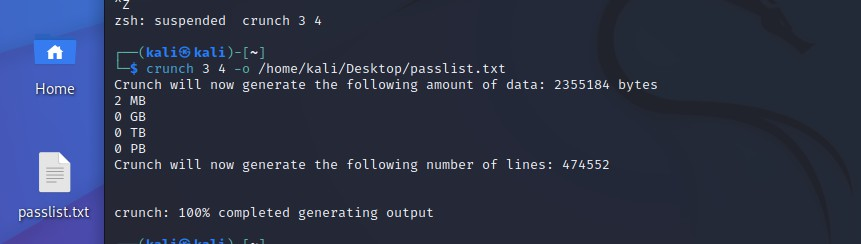 ^Z
zsh: suspended  crunch 3 4
┌──(kali㉿kali)-[~]
└─$ crunch 3 4 -o /home/kali/Desktop/passlist.txt
Crunch will now generate the following amount of data: 2355184 bytes
2 MB
0 GB
0 TB
0 PB
Crunch will now generate the following number of lines: 474552
crunch: 100% completed generating output
┌──(kali㉿kali)-[~]
Home
passlist.txt